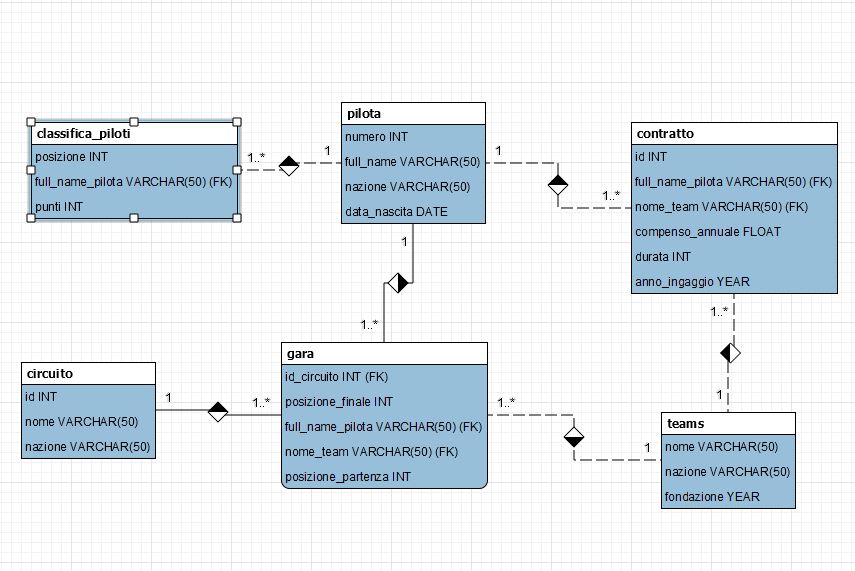 classifica_piloti
posizione INT
full_name_pilota VARCHAR(50) (FK)
punti INT
1..*
1
pilota
numero INT
full_name VARCHAR(50)
nazione VARCHAR(50)
data_nascita DATE
1
1..*
contratto
id INT
full_name_pilota VARCHAR(50) (FK)
nome_team VARCHAR(50) (FK)
compenso_annuale FLOAT
durata INT
anno_ingaggio YEAR
1
1..*
1..*
1
circuito
id INT
nome VARCHAR(50)
nazione VARCHAR(50)
1
1..*
gara
id_circuito INT (FK)
posizione_finale INT
full_name_pilota VARCHAR(50) (FK)
nome_team VARCHAR(50) (FK)
posizione_partenza INT
1..*
1
teams
nome VARCHAR(50)
nazione VARCHAR(50)
fondazione YEAR